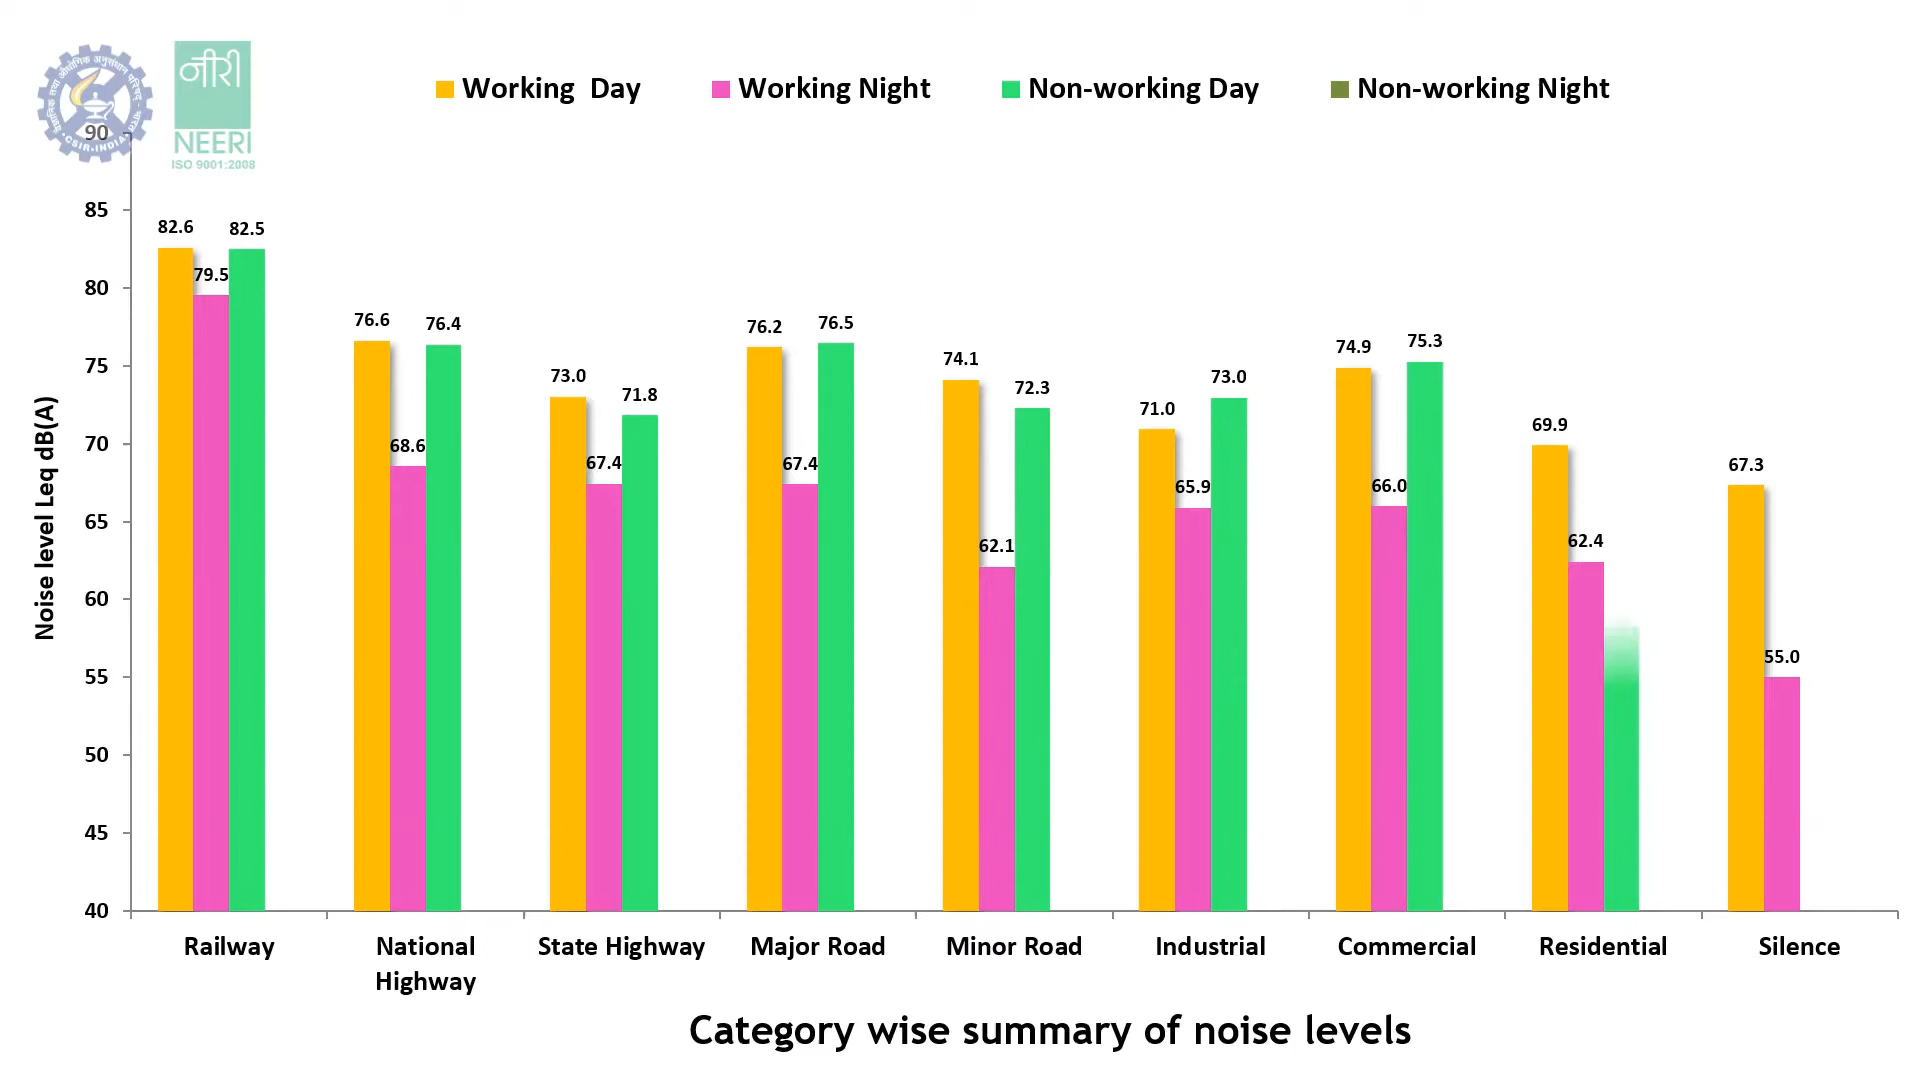 नीरी
NEERI
ISO 9001:2008
CSIR-INDIA
Working Day
Working Night
Non-working Day
Non-working Night
Noise level Leq dB(A)
90
85
80
75
70
65
60
55
50
45
40
82.6
79.5
82.5
76.6
68.6
76.4
73.0
67.4
71.8
76.2
67.4
76.5
74.1
62.1
72.3
71.0
65.9
73.0
74.9
66.0
75.3
69.9
62.4
67.3
55.0
Railway
National
Highway
State Highway
Major Road
Minor Road
Industrial
Commercial
Residential
Silence
Category wise summary of noise levels